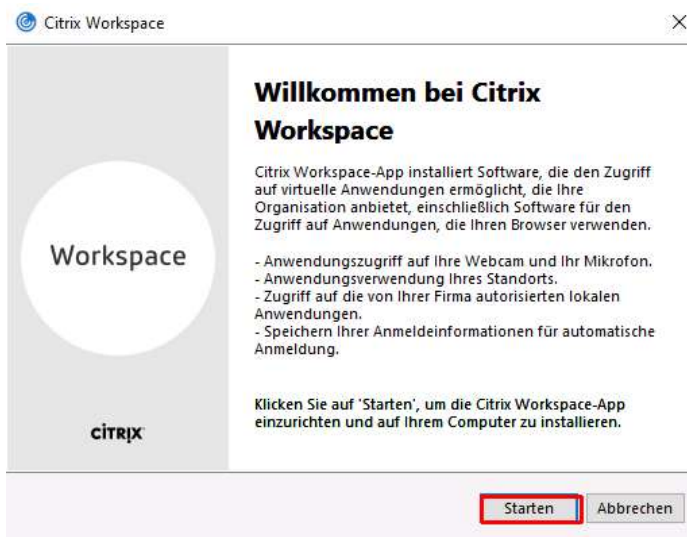 Citrix Workspace
Willkommen bei Citrix
Workspace
Citrix Workspace-App installiert Software, die den Zugriff
auf virtuelle Anwendungen ermöglicht, die Ihre
Organisation anbietet, einschließlich Software für den
Zugriff auf Anwendungen, die Ihren Browser verwenden.
- Anwendungszugriff auf Ihre Webcam und Ihr Mikrofon.
- Anwendungsverwendung Ihres Standorts.
- Zugriff auf die von Ihrer Firma autorisierten lokalen
Anwendungen.
- Speichern Ihrer Anmeldeinformationen für automatische
Anmeldung.
Klicken Sie auf 'Starten', um die Citrix Workspace-App
einzurichten und auf Ihrem Computer zu installieren.
Workspace
citrix
Starten
Abbrechen